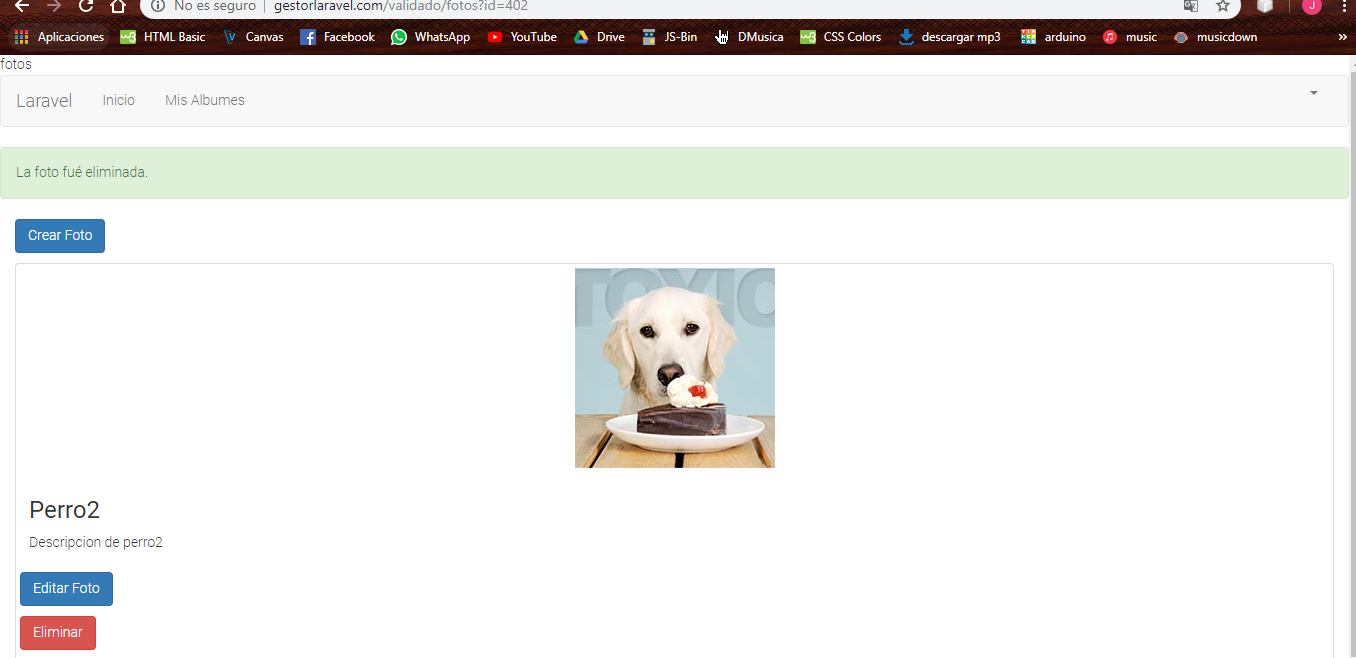 No es seguro | gestorlaravel.com/validado/fotos?id=402
J
Aplicaciones HTML Basic Canvas Facebook WhatsApp YouTube Drive JS-Bin DMusica CSS Colors descargar mp3 arduino music musicdown »
fotos
Laravel Inicio Mis Albumes
La foto fué eliminada.
Crear Foto
TOXIC
Perro2
Descripcion de perro2
Editar Foto
Eliminar